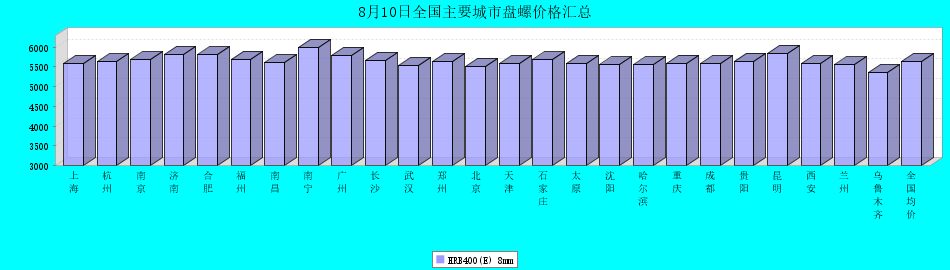 8月10日全国主要城市盘螺价格汇总
6000
5500
5000
4500
4000
3500
3000
上海
杭州
南京
济南
合肥
福州
南昌
南宁
广州
长沙
武汉
郑州
北京
天津
石家庄
太原
沈阳
哈尔滨
重庆
成都
贵阳
昆明
西安
兰州
乌鲁木齐
全国均价
HRB400(E) 8mm